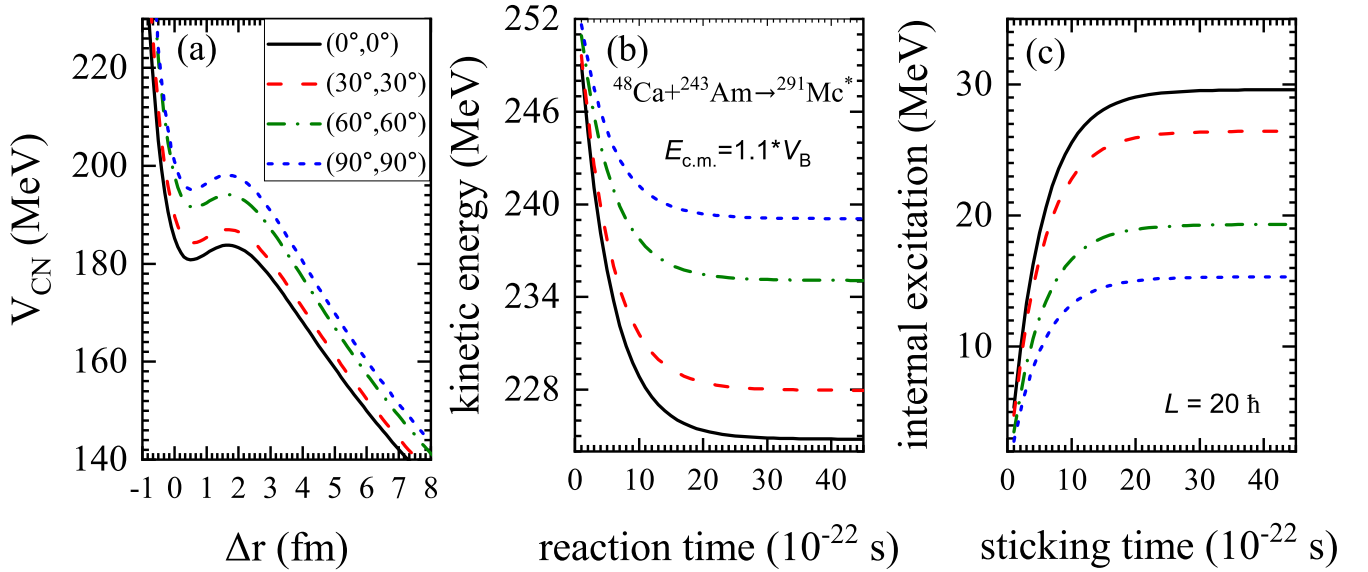 (a)
(0°,0°)
(30°,30°)
(60°,60°)
(90°,90°)
V_CN (MeV)
220
200
180
160
140
-1 0 1 2 3 4 5 6 7 8
Δr (fm)
(b)
⁴⁸Ca+²⁴³Am→²⁹¹Mc*
E_c.m.=1.1*V_B
kinetic energy (MeV)
252
246
240
234
228
0 10 20 30 40
reaction time (10⁻²² s)
(c)
L = 20 ħ
internal excitation (MeV)
30
20
10
0 10 20 30 40
sticking time (10⁻²² s)